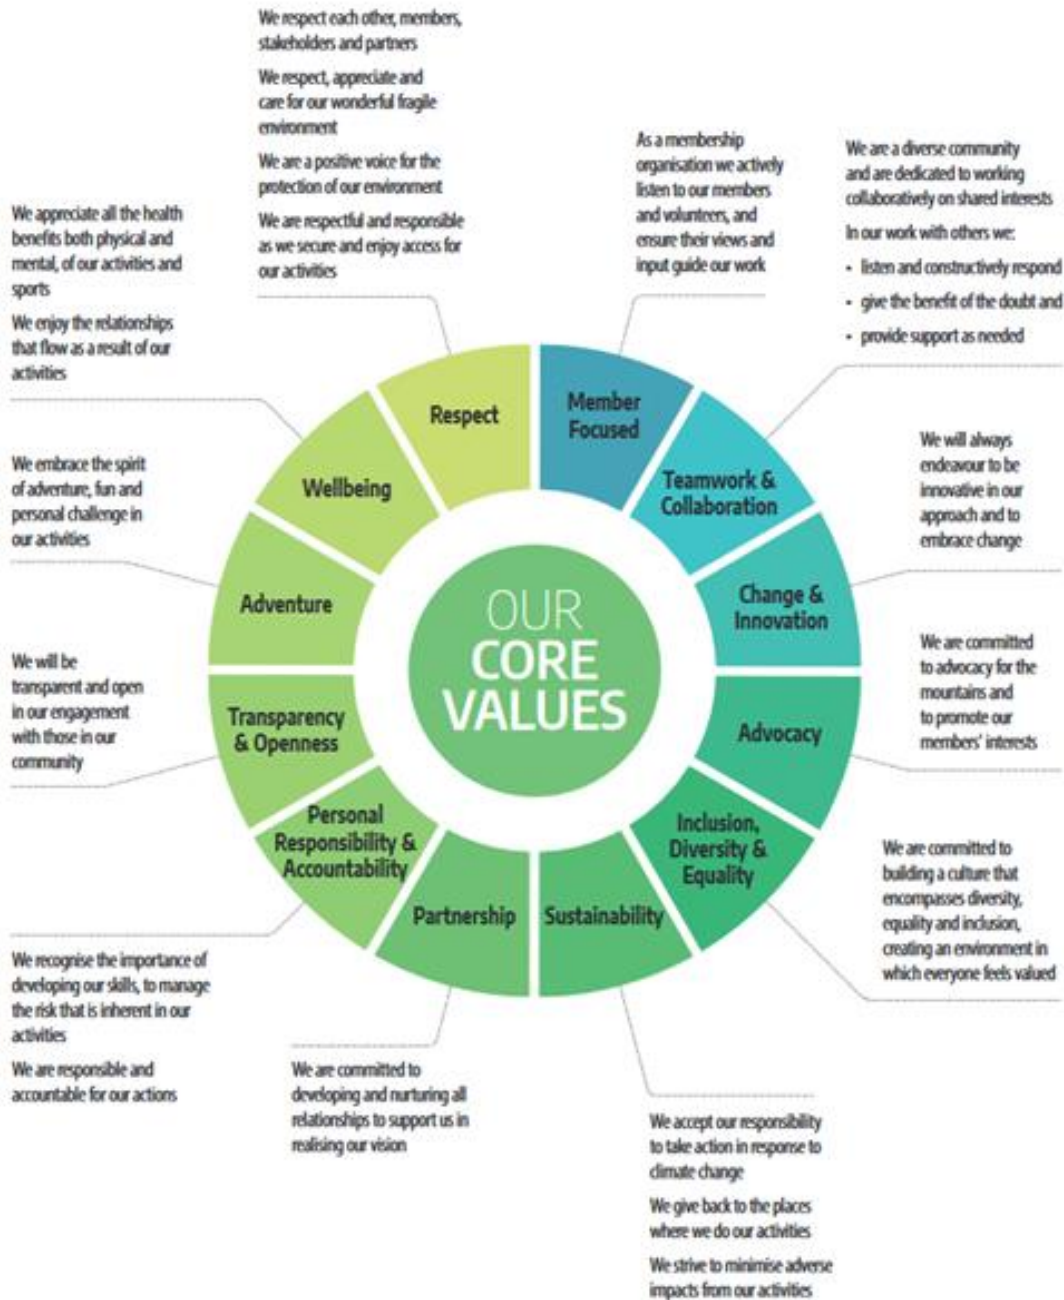 We respect each other, members,
stakeholders and partners
We respect, appreciate and
care for our wonderful fragile
environment
We are a positive voice for the
protection of our environment
We are respectful and responsible
as we secure and enjoy access for
our activities
As a membership
organisation we actively
listen to our members
and volunteers, and
ensure their views and
input guide our work
We are a diverse community
and are dedicated to working
collaboratively on shared interests
In our work with others we:
• listen and constructively respond
• give the benefit of the doubt and
• provide support as needed
We appreciate all the health
benefits both physical and
mental, of our activities and
sports
We enjoy the relationships
that flow as a result of our
activities
Respect
Member
Focused
Wellbeing
Teamwork &
Collaboration
We embrace the spirit
of adventure, fun and
personal challenge in
our activities
We will always
endeavour to be
innovative in our
approach and to
embrace change
Adventure
Change &
Innovation
OUR
CORE
VALUES
We will be
transparent and open
in our engagement
with those in our
community
We are committed
to advocacy for the
mountains and
to promote our
members' interests
Transparency
& Openness
Advocacy
Personal
Responsibility &
Accountability
Inclusion,
Diversity &
Equality
Partnership
Sustainability
We are committed to
building a culture that
encompasses diversity,
equality and inclusion,
creating an environment in
which everyone feels valued
We recognise the importance of
developing our skills, to manage
the risk that is inherent in our
activities
We are responsible and
accountable for our actions
We are committed to
developing and nurturing all
relationships to support us in
realising our vision
We accept our responsibility
to take action in response to
climate change
We give back to the places
where we do our activities
We strive to minimise adverse
impacts from our activities